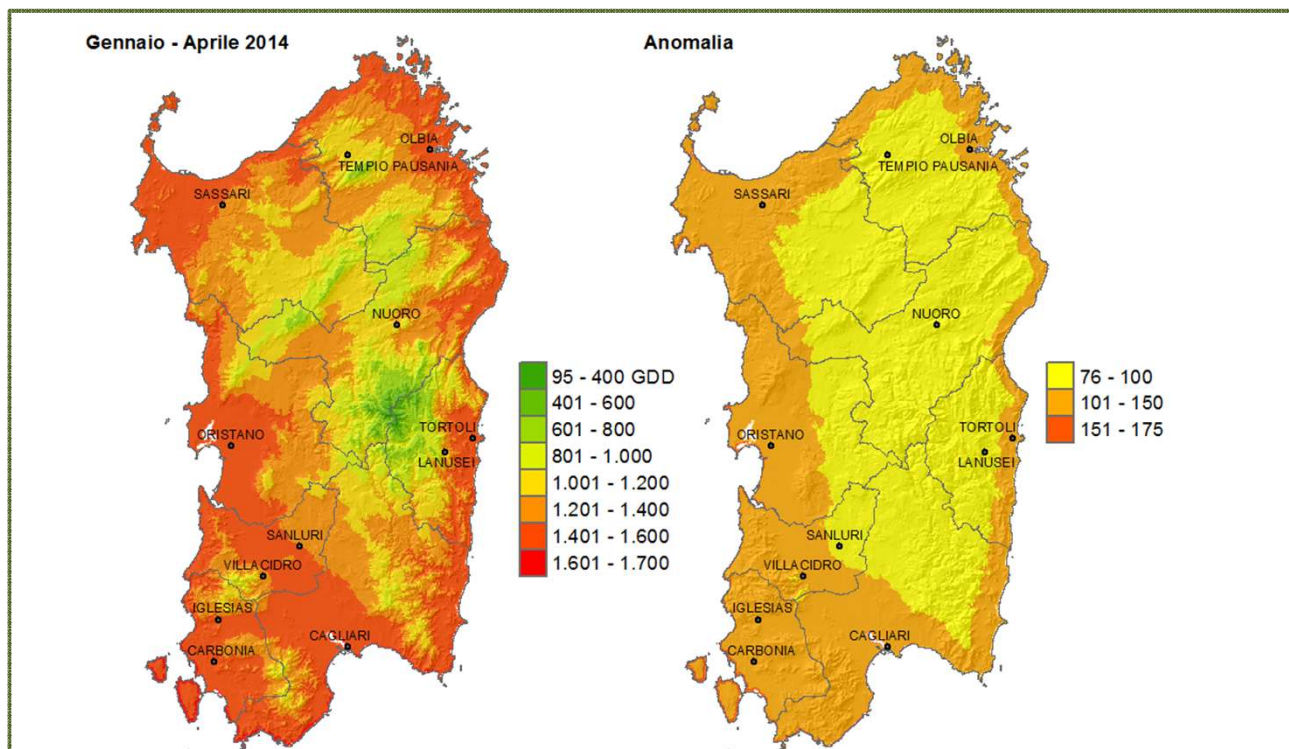 Gennaio - Aprile 2014
OLBIA
TEMPIO PAUSANIA
SASSARI
NUORO
ORISTANO
TORTOLI
LANUSEI
SANLURI
VILLACIDRO
IGLESIAS
CAGLIARI
CARBONIA
95 - 400 GDD
401 - 600
601 - 800
801 - 1.000
1.001 - 1.200
1.201 - 1.400
1.401 - 1.600
1.601 - 1.700
Anomalia
OLBIA
TEMPIO PAUSANIA
SASSARI
NUORO
ORISTANO
TORTOLI
LANUSEI
SANLURI
VILLACIDRO
IGLESIAS
CAGLIARI
CARBONIA
76 - 100
101 - 150
151 - 175